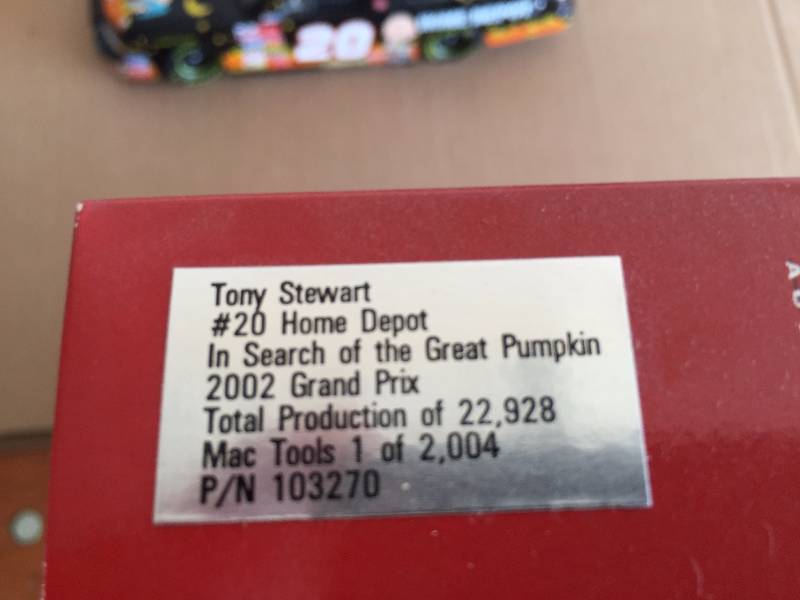 20
Tony Stewart
#20 Home Depot
In Search of the Great Pumpkin
2002 Grand Prix
Total Production of 22,928
Mac Tools 1 of 2,004
P/N 103270